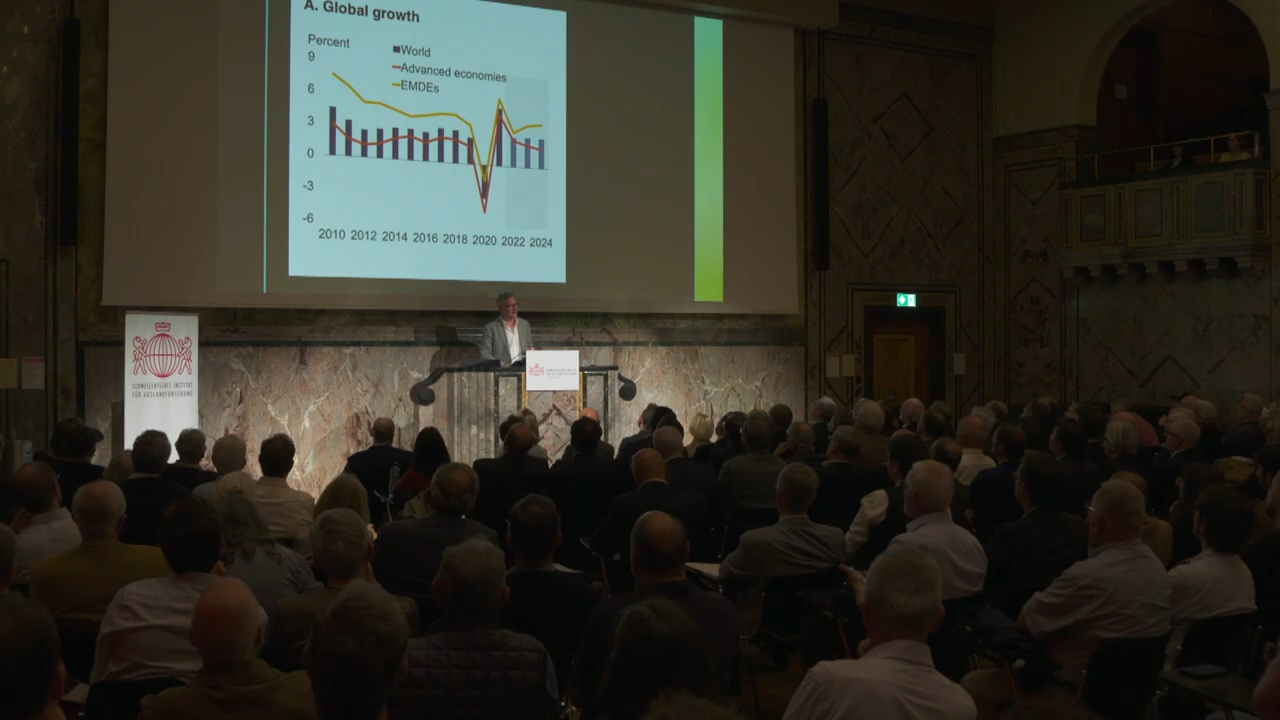 A. Global growth
Percent
World
Advanced economies
EMDEs
9
6
3
0
-3
-6
2010 2012 2014 2016 2018 2020 2022 2024
SCHWEIZERISCHES INSTITUT
FÜR AUSLANDFORSCHUNG